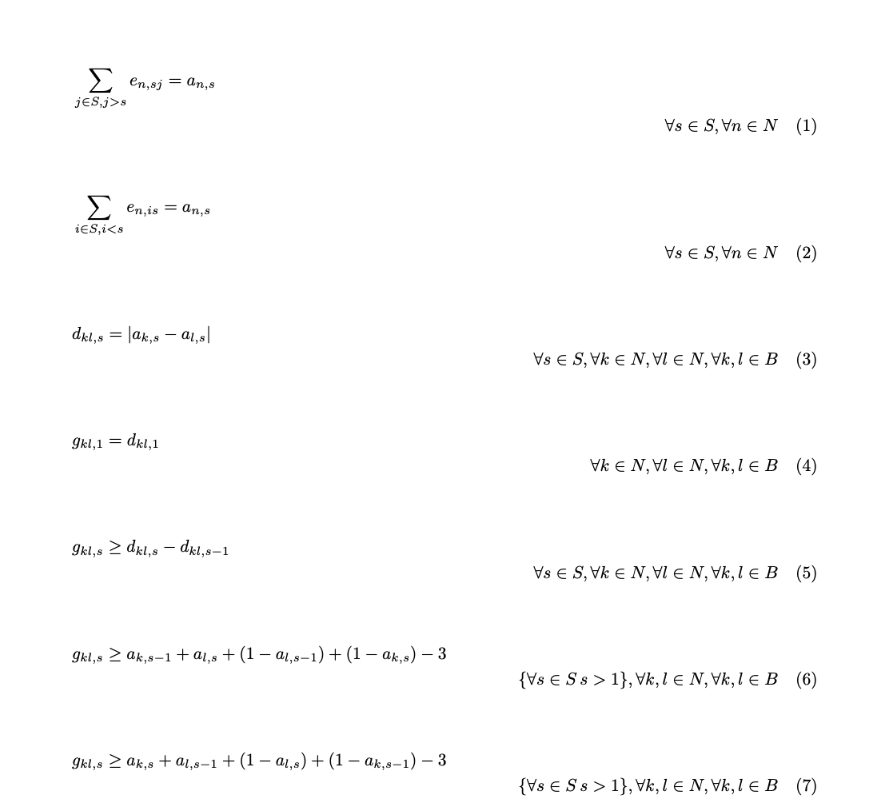 ∑_{j∈S,j>s} e_{n,sj} = a_{n,s}
∀s ∈ S, ∀n ∈ N (1)
∑_{i∈S,i<s} e_{n,is} = a_{n,s}
∀s ∈ S, ∀n ∈ N (2)
d_{kl,s} = |a_{k,s} − a_{l,s}|
∀s ∈ S, ∀k ∈ N, ∀l ∈ N, ∀k, l ∈ B (3)
g_{kl,1} = d_{kl,1}
∀k ∈ N, ∀l ∈ N, ∀k, l ∈ B (4)
g_{kl,s} ≥ d_{kl,s} − d_{kl,s−1}
∀s ∈ S, ∀k ∈ N, ∀l ∈ N, ∀k, l ∈ B (5)
g_{kl,s} ≥ a_{k,s−1} + a_{l,s} + (1 − a_{l,s−1}) + (1 − a_{k,s}) − 3
{∀s ∈ S s > 1}, ∀k, l ∈ N, ∀k, l ∈ B (6)
g_{kl,s} ≥ a_{k,s} + a_{l,s−1} + (1 − a_{l,s}) + (1 − a_{k,s−1}) − 3
{∀s ∈ S s > 1}, ∀k, l ∈ N, ∀k, l ∈ B (7)